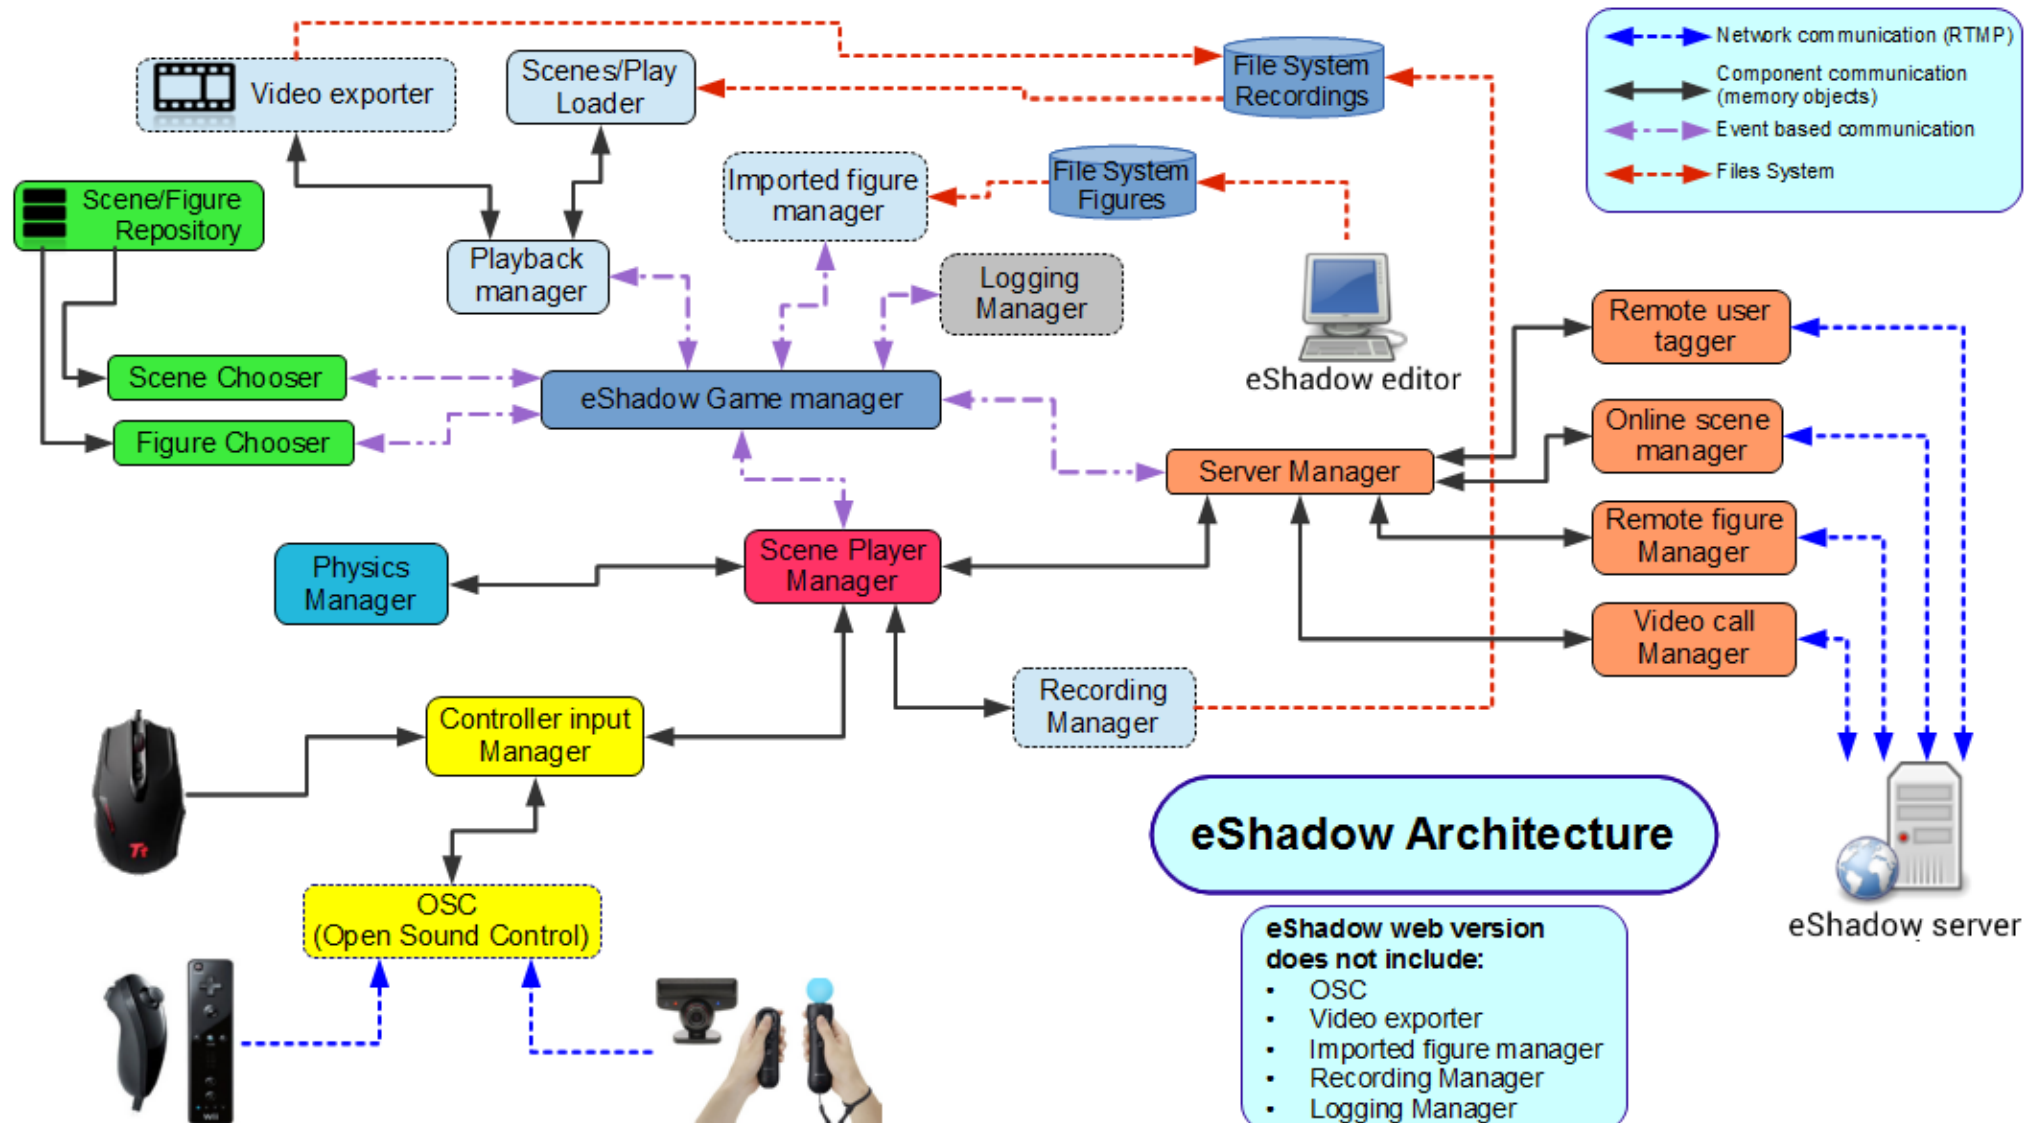 Video exporter
Scenes/Play
Loader
File System
Recordings
Network communication (RTMP)
Component communication
(memory objects)
Event based communication
Files System
Scene/Figure
Repository
Imported figure
manager
File System
Figures
Playback
manager
Logging
Manager
eShadow editor
Remote user
tagger
Scene Chooser
eShadow Game manager
Figure Chooser
Online scene
manager
Server Manager
Remote figure
Manager
Physics
Manager
Scene Player
Manager
Video call
Manager
Recording
Manager
Controller input
Manager
Tt
eShadow Architecture
OSC
(Open Sound Control)
eShadow server
eShadow web version
does not include:
• OSC
• Video exporter
• Imported figure manager
• Recording Manager
• Logging Manager
Wii